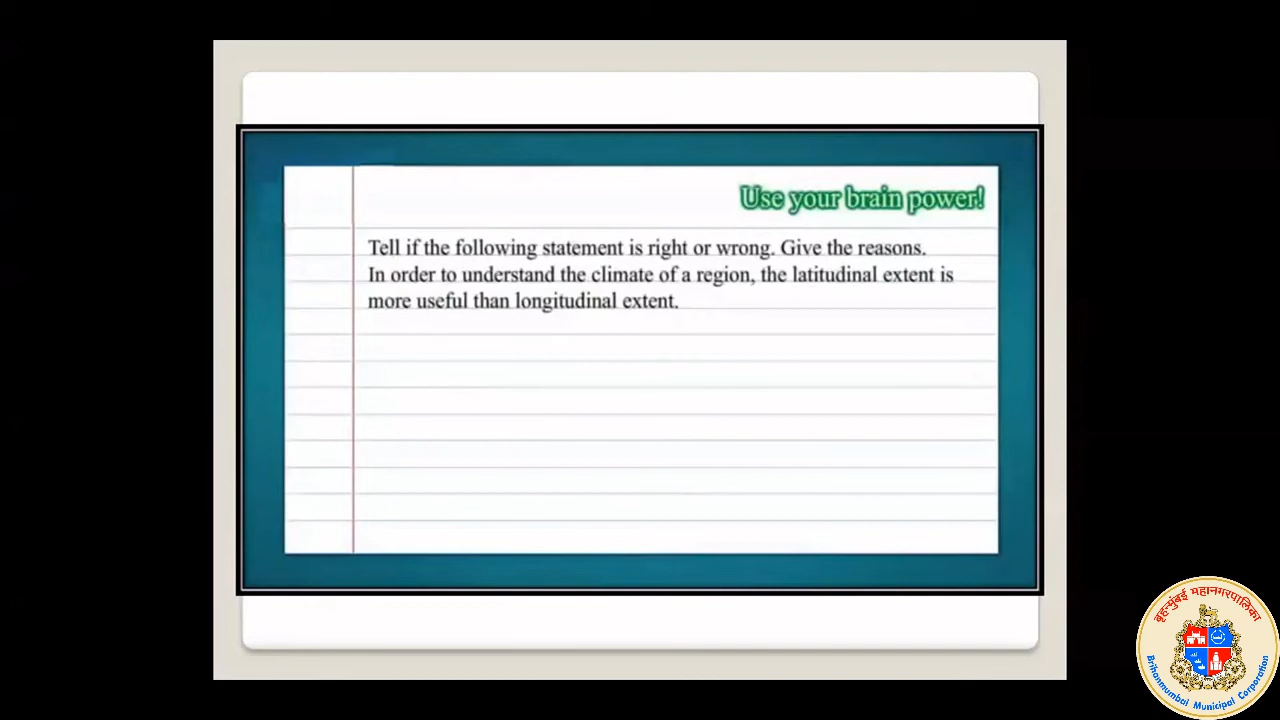 Use your brain power!
Tell if the following statement is right or wrong. Give the reasons.
In order to understand the climate of a region, the latitudinal extent is
more useful than longitudinal extent.
बृहन्मुंबई महानगरपालिका
Brihanmumbai Municipal Corporation